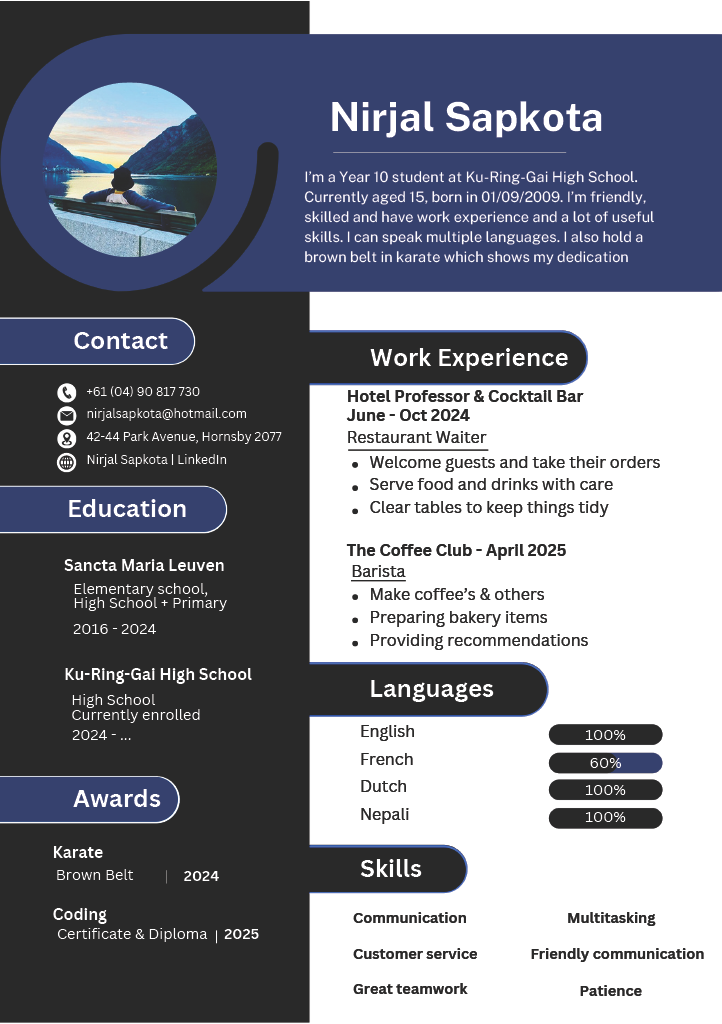 Nirjal Sapkota
I'm a Year 10 student at Ku-Ring-Gai High School.
Currently aged 15, born in 01/09/2009. I'm friendly,
skilled and have work experience and a lot of useful
skills. I can speak multiple languages. I also hold a
brown belt in karate which shows my dedication
Contact
+61 (04) 90 817 730
nirjalsapkota@hotmail.com
42-44 Park Avenue, Hornsby 2077
Nirjal Sapkota | LinkedIn
Education
Sancta Maria Leuven
Elementary school,
High School + Primary
2016 - 2024
Ku-Ring-Gai High School
High School
Currently enrolled
2024 - ...
Awards
Karate
Brown Belt | 2024
Coding
Certificate & Diploma | 2025
Work Experience
Hotel Professor & Cocktail Bar
June - Oct 2024
Restaurant Waiter
• Welcome guests and take their orders
• Serve food and drinks with care
• Clear tables to keep things tidy
The Coffee Club - April 2025
Barista
• Make coffee's & others
• Preparing bakery items
• Providing recommendations
Languages
English 100%
French 60%
Dutch 100%
Nepali 100%
Skills
Communication Multitasking
Customer service Friendly communication
Great teamwork Patience